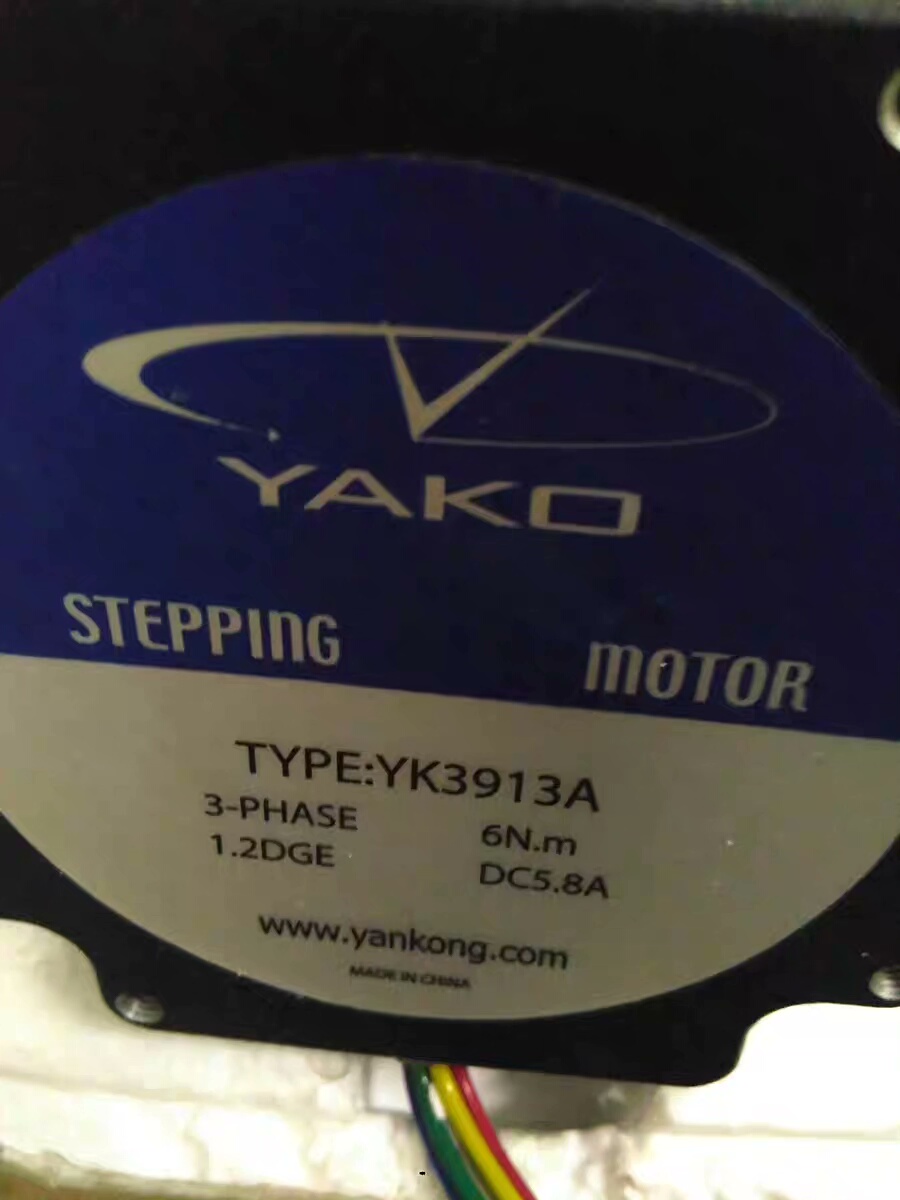 YAKO
STEPPING MOTOR
TYPE:YK3913A
3-PHASE 6N.m
1.2DGE DC5.8A
www.yankong.com
MADE IN CHINA